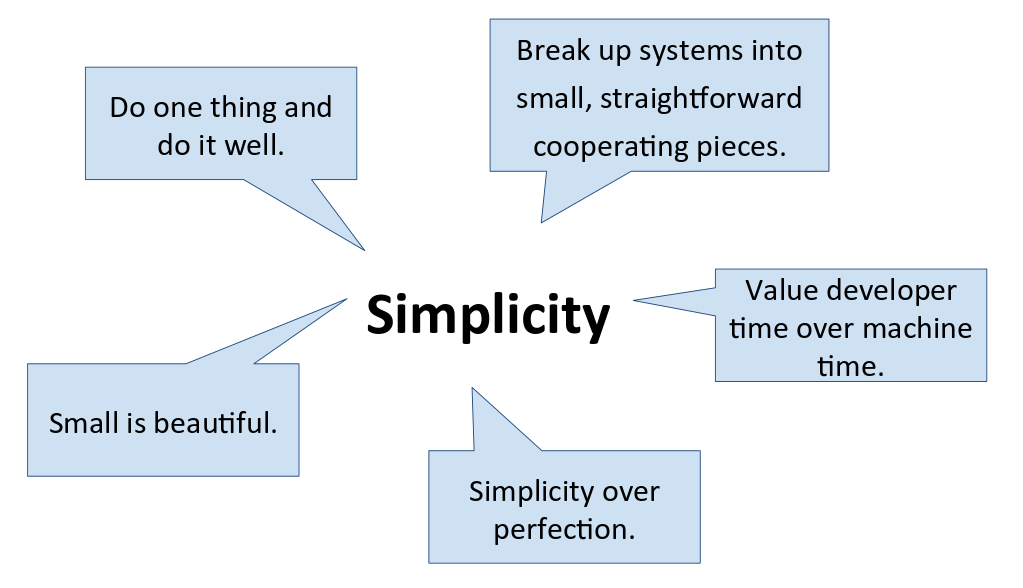 Do one thing and
do it well.
Break up systems into
small, straightforward
cooperating pieces.
Simplicity
Value developer
time over machine
time.
Small is beautiful.
Simplicity over
perfection.